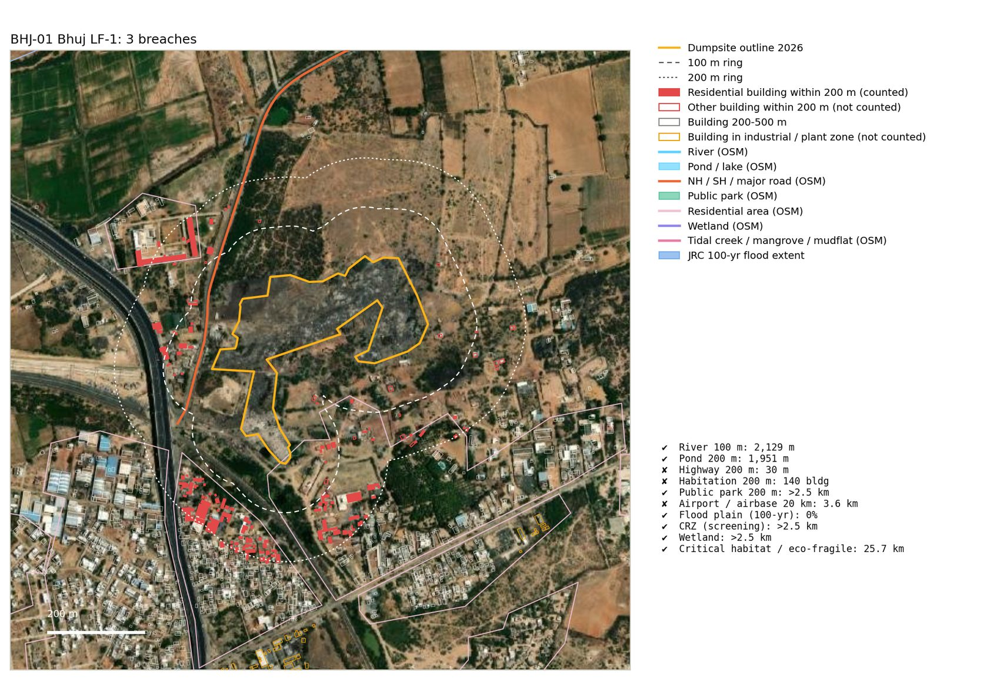 BHJ-01 Bhuj LF-1: 3 breaches
Dumpsite outline 2026
100 m ring
200 m ring
Residential building within 200 m (counted)
Other building within 200 m (not counted)
Building 200-500 m
Building in industrial / plant zone (not counted)
River (OSM)
Pond / lake (OSM)
NH / SH / major road (OSM)
Public park (OSM)
Residential area (OSM)
Wetland (OSM)
Tidal creek / mangrove / mudflat (OSM)
JRC 100-yr flood extent
✔ River 100 m: 2,129 m
✔ Pond 200 m: 1,951 m
✘ Highway 200 m: 30 m
✘ Habitation 200 m: 140 bldg
✔ Public park 200 m: >2.5 km
✘ Airport / airbase 20 km: 3.6 km
✔ Flood plain (100-yr): 0%
✔ CRZ (screening): >2.5 km
✔ Wetland: >2.5 km
✔ Critical habitat / eco-fragile: 25.7 km
200 m